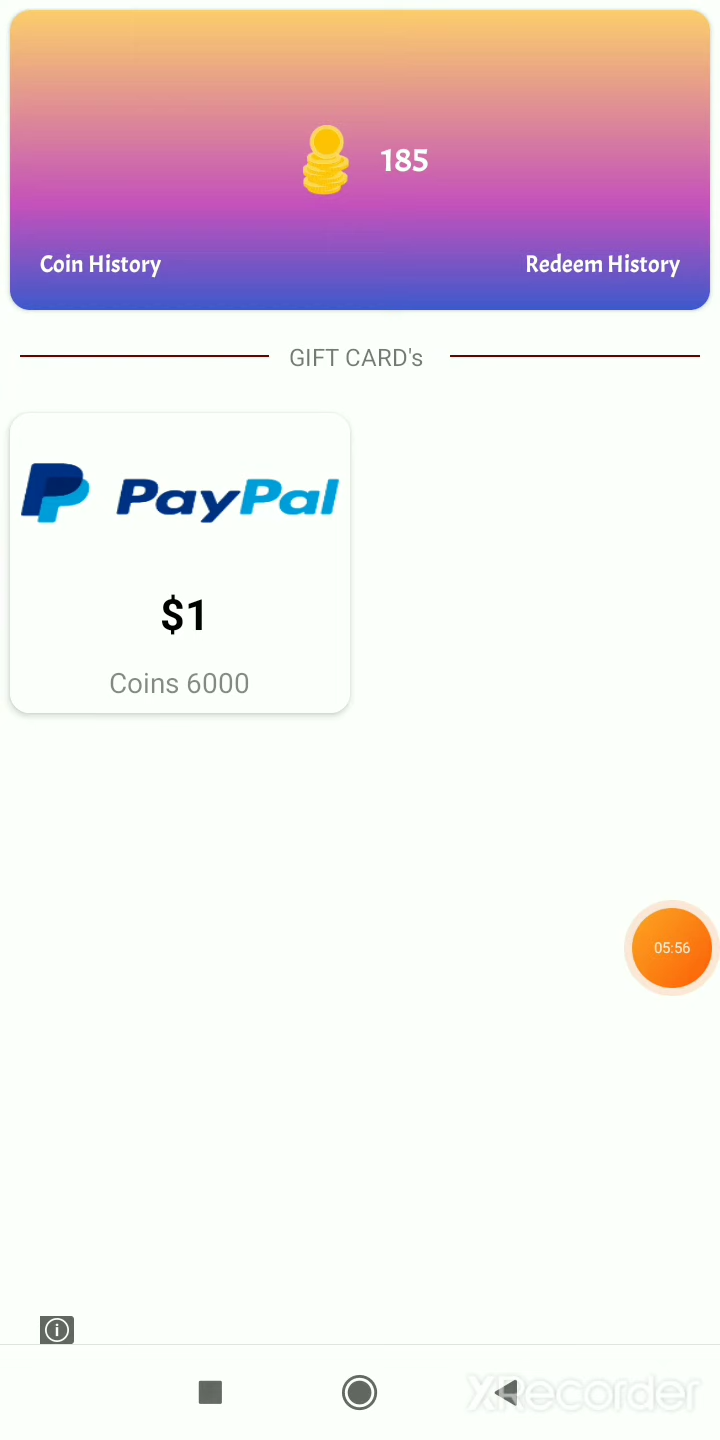 185
Coin History
Redeem History
GIFT CARD's
PayPal
$1
Coins 6000
05:56
XRecorder